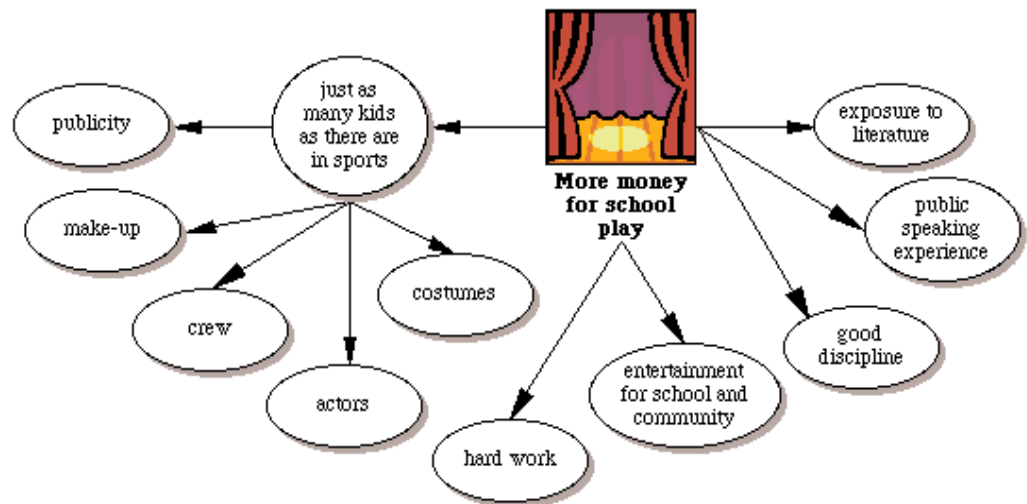 just as
many kids
as there are
in sports
publicity
make-up
crew
actors
costumes
More money
for school
play
exposure to
literature
public
speaking
experience
good
discipline
entertainment
for school and
community
hard work